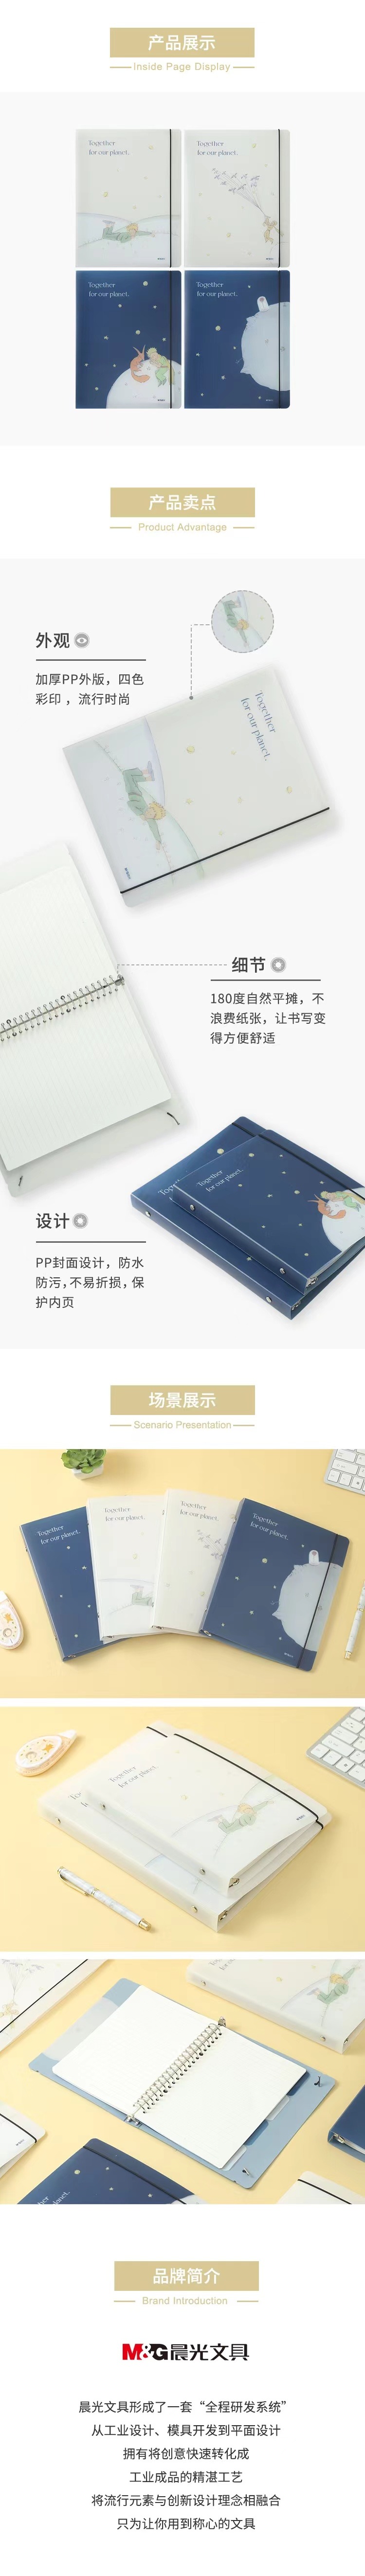 产品展示
Inside Page Display
Together
for our planet.
Together
for our planet.
Together
for our planet.
Together
for our planet.
产品卖点
Product Advantage
外观
加厚PP外版，四色
彩印 ，流行时尚
Together
for our planet.
细节
180度自然平摊，不
浪费纸张，让书写变
得方便舒适
Together
for our planet.
设计
PP封面设计，防水
防污，不易折损，保
护内页
场景展示
Scenario Presentation
Together
for our planet.
Together
for our planet.
Together
for our planet.
Together
for our planet.
Together
for our planet.
品牌简介
Brand Introduction
M&G晨光文具
晨光文具形成了一套“全程研发系统”
从工业设计、模具开发到平面设计
拥有将创意快速转化成
工业成品的精湛工艺
将流行元素与创新设计理念相融合
只为让你用到称心的文具